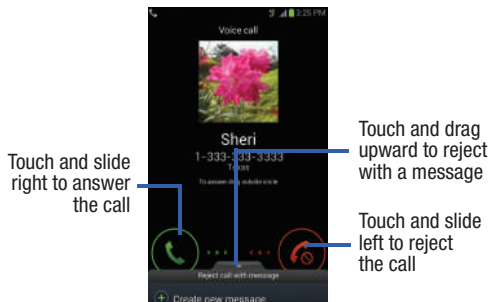 3:25 PM
Voice call
Sheri
1-333-333-3333
Texas
To answer drag outside circle
Reject call with message
Create new message
Touch and slide
right to answer
the call
Touch and drag
upward to reject
with a message
Touch and slide
left to reject
the call